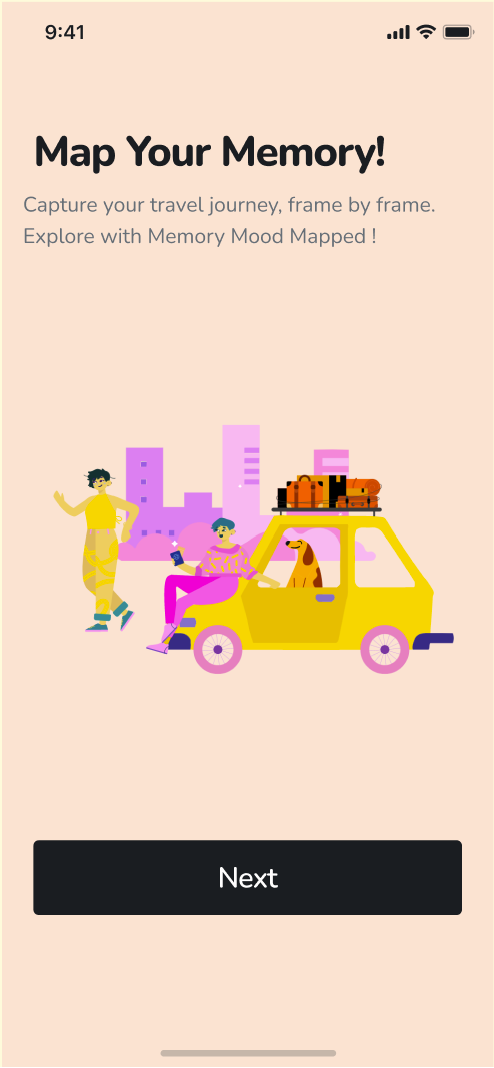 9:41
Map Your Memory!
Capture your travel journey, frame by frame.
Explore with Memory Mood Mapped !
Next